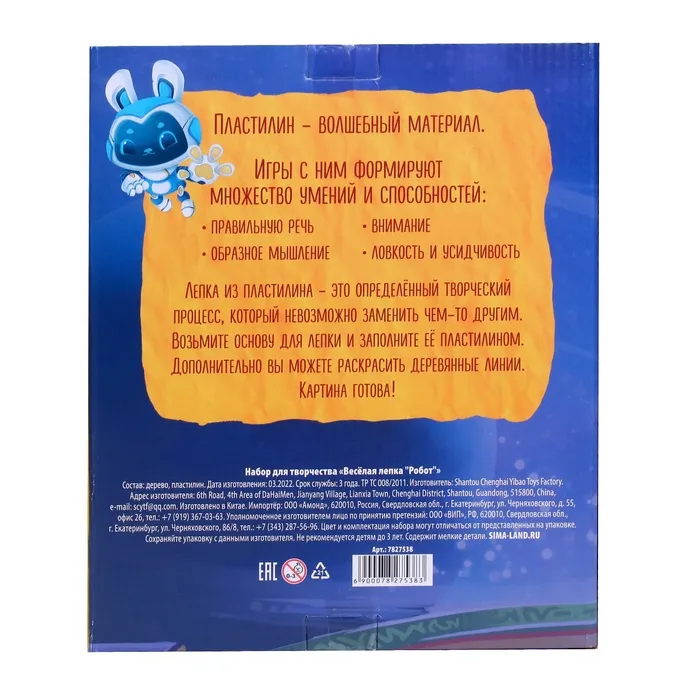 Пластилин – волшебный материал.
Игры с ним формируют
множество умений и способностей:
• правильную речь
• внимание
• образное мышление
• ловкость и усидчивость
Лепка из пластилина – это определённый творческий
процесс, который невозможно заменить чем-то другим.
Возьмите основу для лепки и заполните её пластилином.
Дополнительно вы можете раскрасить деревянные линии.
Картина готова!
Набор для творчества «Весёлая лепка "Робот"»
Состав: дерево, пластилин. Дата изготовления: 03.2022. Срок службы: 3 года. ТР ТС 008/2011. Изготовитель: Shantou Chenghai Yibao Toys Factory.
Адрес изготовителя: 6th Road, 4th Area of DaHaiMen, Jianyang Village, Lianxia Town, Chenghai District, Shantou, Guandong, 515800, China,
e-mail: scytf@qq.com. Изготовлено в Китае. Импортёр: ООО «Амонд», 620010, Россия, Свердловская обл., г. Екатеринбург, ул. Черняховского, д. 55,
офис 26, тел.: +7 (919) 367-03-63. Уполномоченное изготовителем лицо по принятию претензий: ООО «ВИП», РФ, 620010, Свердловская обл.,
г. Екатеринбург, ул. Черняховского, 86/8, тел.: +7 (343) 287-56-96. Цвет и комплектация набора могут отличаться от представленных на упаковке.
Сохраняйте упаковку с данными изготовителя. Не рекомендуется детям до 3 лет. Содержит мелкие детали. SIMA-LAND.RU
Арт.: 7827538
EAC
0-3
21
6 900078 275383